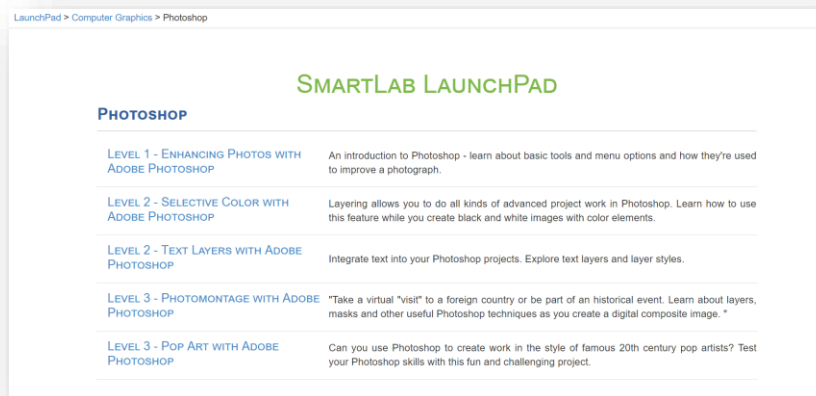 LaunchPad > Computer Graphics > Photoshop
SmartLab LaunchPad
Photoshop
Level 1 - Enhancing Photos with
Adobe Photoshop
An introduction to Photoshop - learn about basic tools and menu options and how they're used
to improve a photograph.
Level 2 - Selective Color with
Adobe Photoshop
Layering allows you to do all kinds of advanced project work in Photoshop. Learn how to use
this feature while you create black and white images with color elements.
Level 2 - Text Layers with Adobe
Photoshop
Integrate text into your Photoshop projects. Explore text layers and layer styles.
Level 3 - Photomontage with Adobe
Photoshop
"Take a virtual "visit" to a foreign country or be part of an historical event. Learn about layers,
masks and other useful Photoshop techniques as you create a digital composite image. "
Level 3 - Pop Art with Adobe
Photoshop
Can you use Photoshop to create work in the style of famous 20th century pop artists? Test
your Photoshop skills with this fun and challenging project.